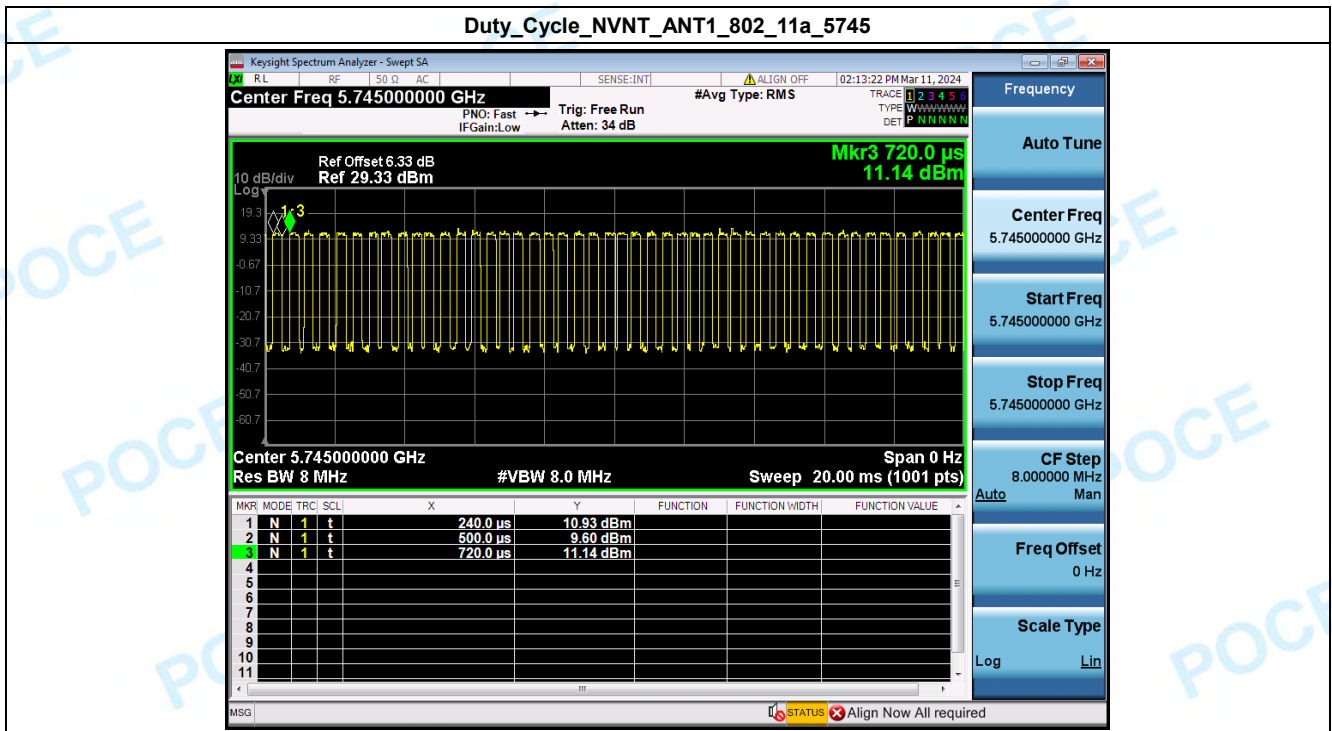 Duty_Cycle_NVNT_ANT1_802_11a_5745
Keysight Spectrum Analyzer - Swept SA
LXI RL RF 50 Ω AC SENSE:INT ALIGN OFF 02:13:22 PM Mar 11, 2024
Center Freq 5.745000000 GHz
PNO: Fast
IFGain:Low
Trig: Free Run
Atten: 34 dB
#Avg Type: RMS
TRACE 1 2 3 4 5 6
TYPE WWWWWW
DET P N N N N N
Ref Offset 6.33 dB
Ref 29.33 dBm
10 dB/div
Log
Mkr3 720.0 µs
11.14 dBm
19.3
9.33
-0.67
-10.7
-20.7
-30.7
-40.7
-50.7
-60.7
1 3
Center 5.745000000 GHz Span 0 Hz
Res BW 8 MHz #VBW 8.0 MHz Sweep 20.00 ms (1001 pts)
MKR MODE TRC SCL X Y FUNCTION FUNCTION WIDTH FUNCTION VALUE
1 N 1 t 240.0 µs 10.93 dBm
2 N 1 t 500.0 µs 9.60 dBm
3 N 1 t 720.0 µs 11.14 dBm
4
5
6
7
8
9
10
11
MSG STATUS Align Now All required
Frequency
Auto Tune
Center Freq
5.745000000 GHz
Start Freq
5.745000000 GHz
Stop Freq
5.745000000 GHz
CF Step
8.000000 MHz
Auto Man
Freq Offset
0 Hz
Scale Type
Log Lin
POCE
POCE
POCE
POCE